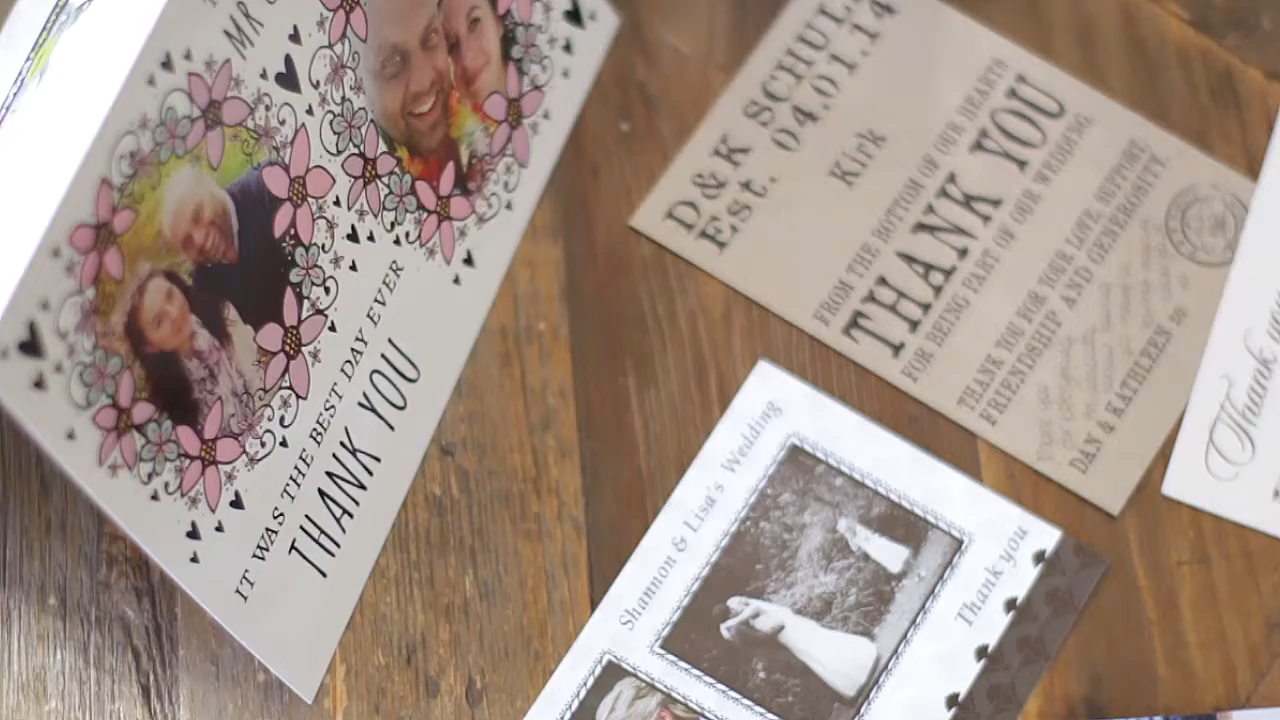 MR
IT WAS THE BEST DAY EVER
THANK YOU
D&K SCHUL
Est. 04.01.14
Kirk
FROM THE BOTTOM OF OUR HEARTS
THANK YOU
FOR BEING PART OF OUR WEDDING
THANK YOU FOR YOUR LOVE, SUPPORT
FRIENDSHIP AND GENEROSITY.
DAN & KATHLEEN
Shannon & Lisa's Wedding
Thank you
Thank